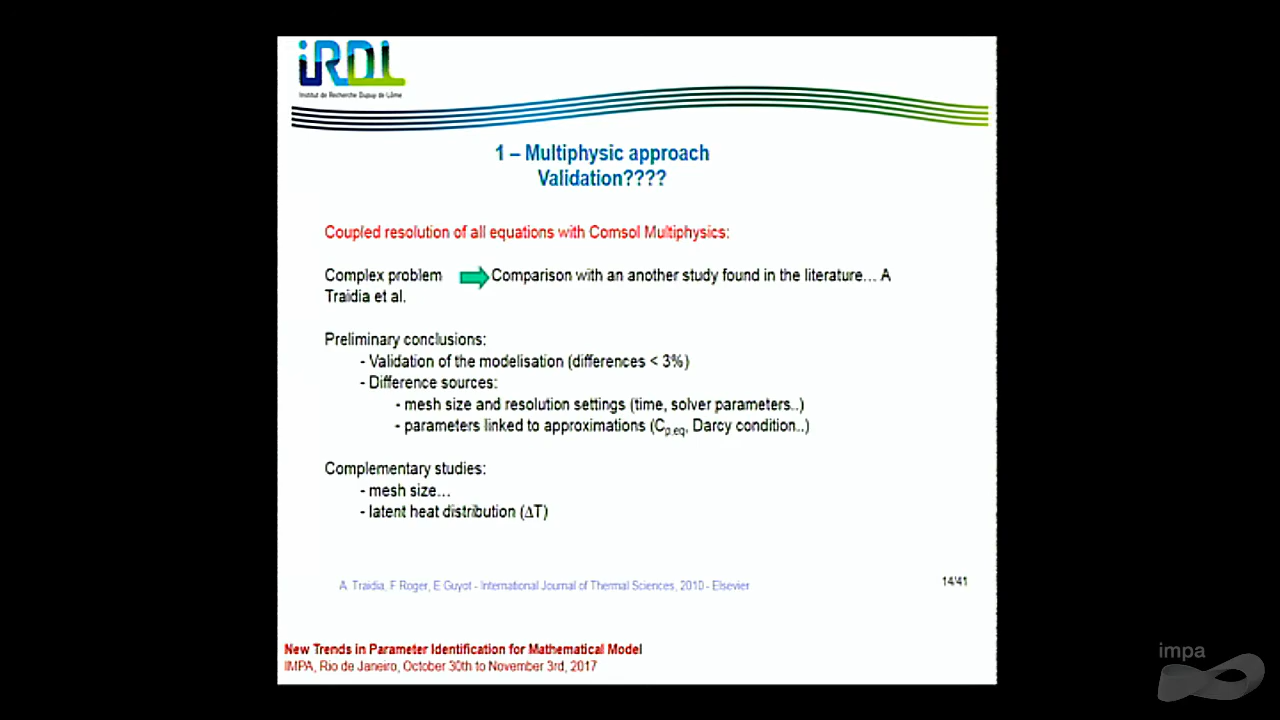 iRDL
Institut de Recherche Dupuy de Lôme
1 – Multiphysic approach
Validation????
Coupled resolution of all equations with Comsol Multiphysics:
Complex problem Comparison with an another study found in the literature... A
Traidia et al.
Preliminary conclusions:
- Validation of the modelisation (differences < 3%)
- Difference sources:
- mesh size and resolution settings (time, solver parameters..)
- parameters linked to approximations (Cp,eq, Darcy condition..)
Complementary studies:
- mesh size...
- latent heat distribution (ΔT)
A. Traidia, F Roger, E Guyot - International Journal of Thermal Sciences, 2010 - Elsevier
14/41
New Trends in Parameter Identification for Mathematical Model
IMPA, Rio de Janeiro, October 30th to November 3rd, 2017
impa